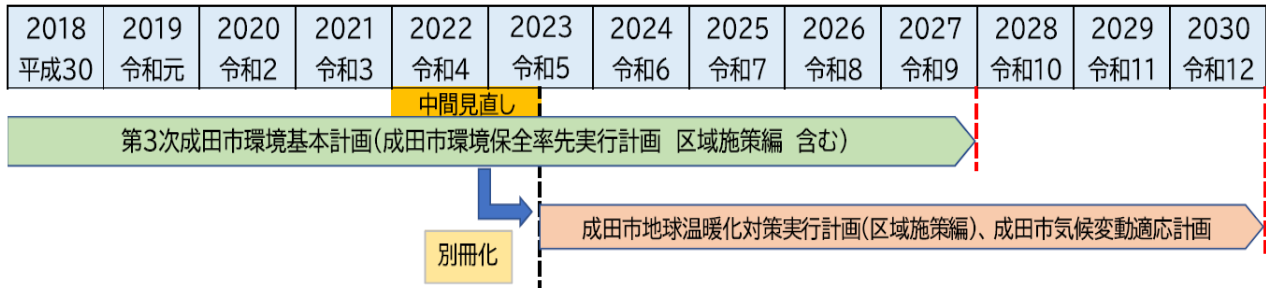 2018 2019 2020 2021 2022 2023 2024 2025 2026 2027 2028 2029 2030
平成30 令和元 令和2 令和3 令和4 令和5 令和6 令和7 令和8 令和9 令和10 令和11 令和12
中間見直し
第3次成田市環境基本計画(成田市環境保全率先実行計画 区域施策編 含む)
成田市地球温暖化対策実行計画(区域施策編)、成田市気候変動適応計画
別冊化